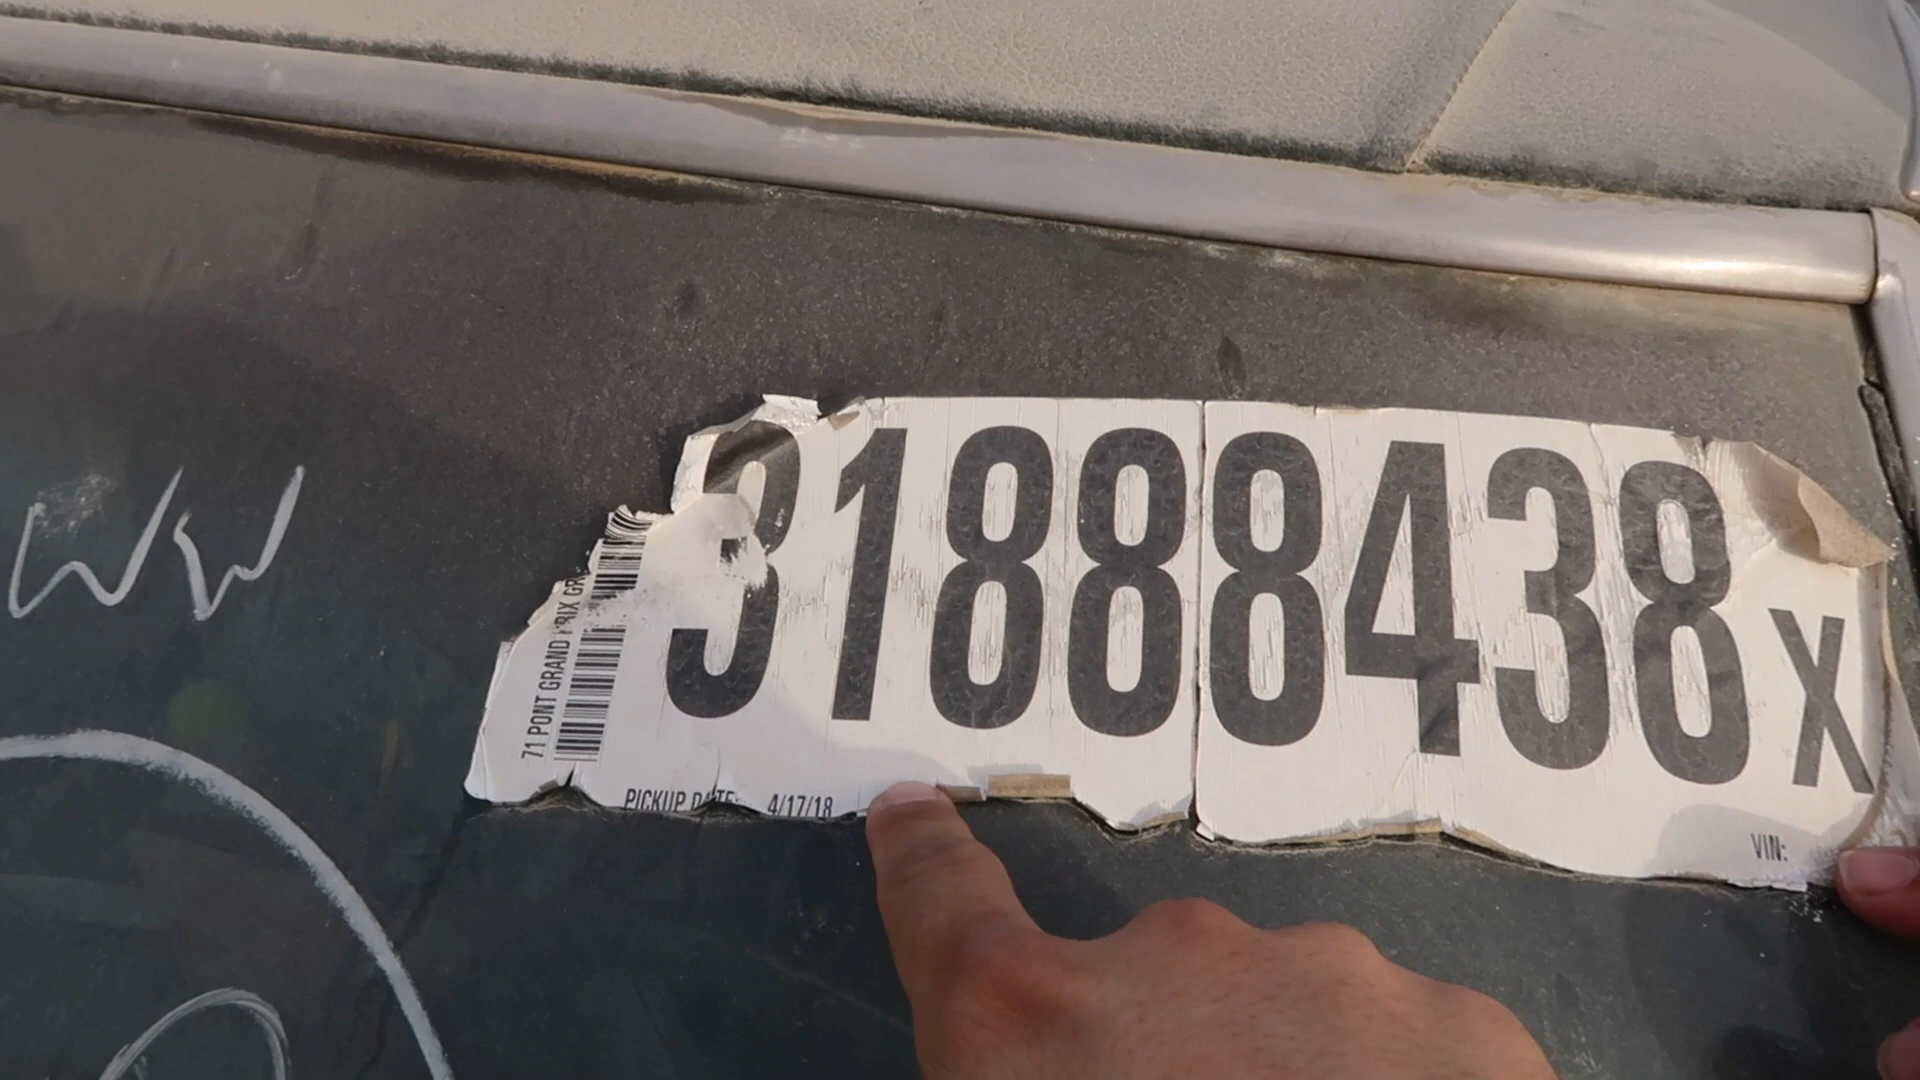 WW
31888438 X
71 PONT GRAND PRIX GR
PICKUP DATE: 4/17/18
VIN: